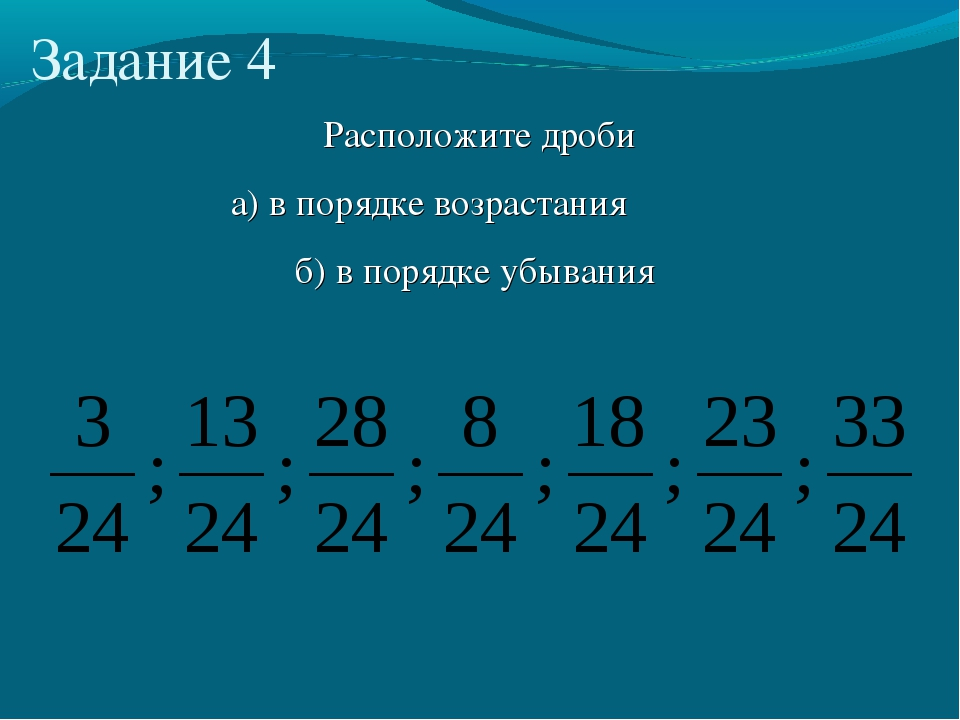 Задание 4
Расположите дроби
а) в порядке возрастания
б) в порядке убывания
3/24 ; 13/24 ; 28/24 ; 8/24 ; 18/24 ; 23/24 ; 33/24